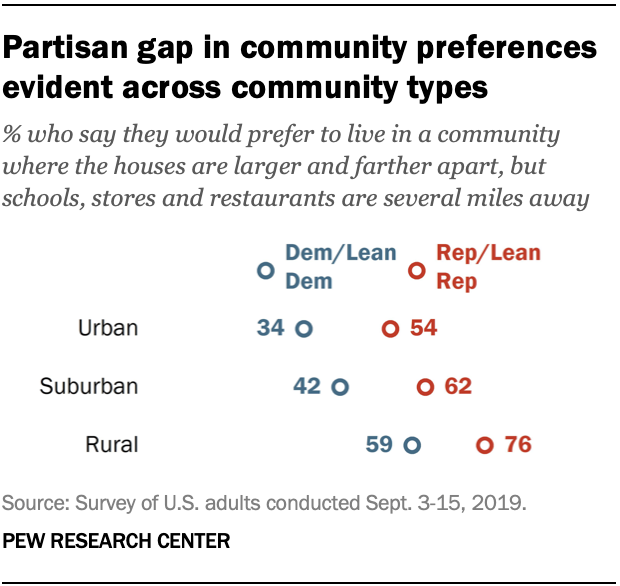 Partisan gap in community preferences
evident across community types
% who say they would prefer to live in a community
where the houses are larger and farther apart, but
schools, stores and restaurants are several miles away
Dem/Lean Dem
Rep/Lean Rep
Urban 34 54
Suburban 42 62
Rural 59 76
Source: Survey of U.S. adults conducted Sept. 3-15, 2019.
PEW RESEARCH CENTER